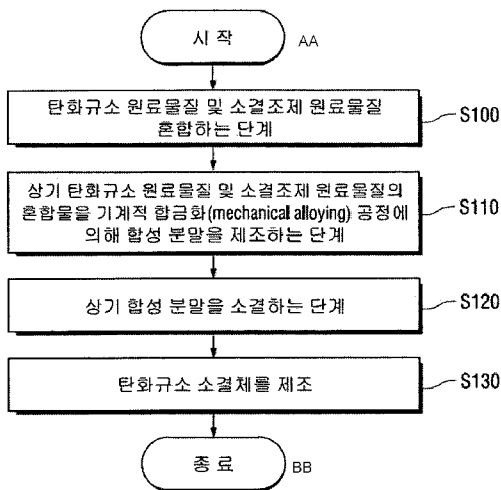 시 작
AA
탄화규소 원료물질 및 소결조제 원료물질
혼합하는 단계
S100
상기 탄화규소 원료물질 및 소결조제 원료물질의
혼합물을 기계적 합금화(mechanical alloying) 공정에
의해 합성 분말을 제조하는 단계
S110
상기 합성 분말을 소결하는 단계
S120
탄화규소 소결체를 제조
S130
종 료
BB